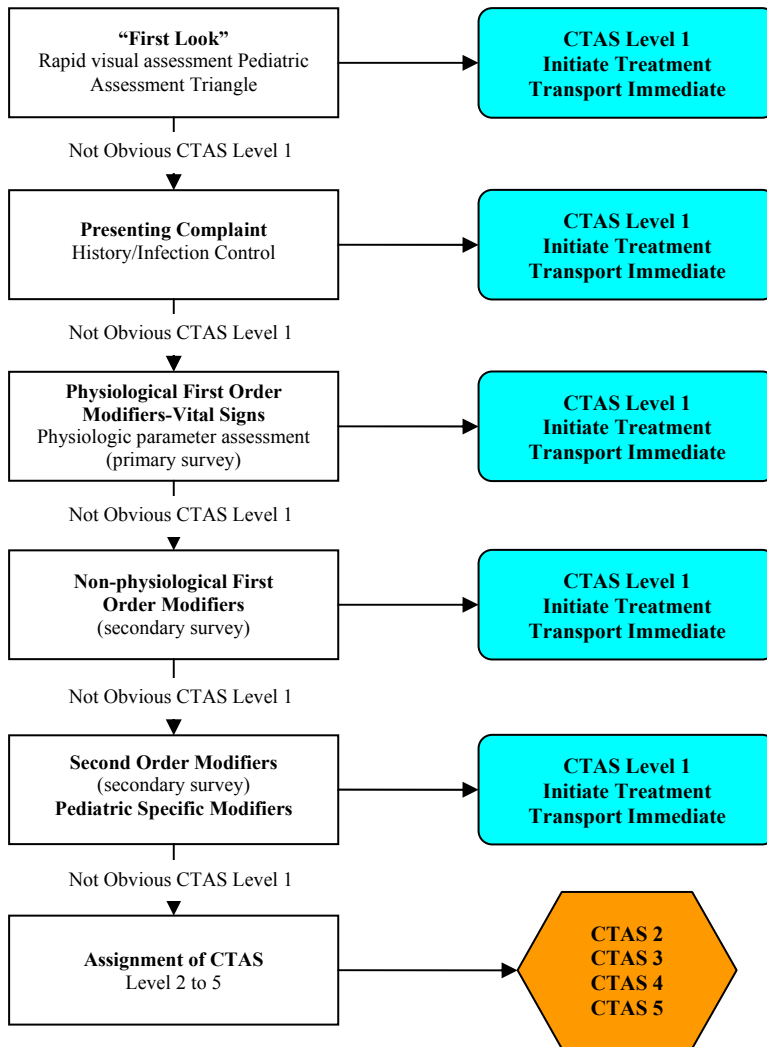 “First Look”
Rapid visual assessment Pediatric
Assessment Triangle
CTAS Level 1
Initiate Treatment
Transport Immediate
Not Obvious CTAS Level 1
Presenting Complaint
History/Infection Control
CTAS Level 1
Initiate Treatment
Transport Immediate
Not Obvious CTAS Level 1
Physiological First Order
Modifiers-Vital Signs
Physiologic parameter assessment
(primary survey)
CTAS Level 1
Initiate Treatment
Transport Immediate
Not Obvious CTAS Level 1
Non-physiological First
Order Modifiers
(secondary survey)
CTAS Level 1
Initiate Treatment
Transport Immediate
Not Obvious CTAS Level 1
Second Order Modifiers
(secondary survey)
Pediatric Specific Modifiers
CTAS Level 1
Initiate Treatment
Transport Immediate
Not Obvious CTAS Level 1
Assignment of CTAS
Level 2 to 5
CTAS 2
CTAS 3
CTAS 4
CTAS 5